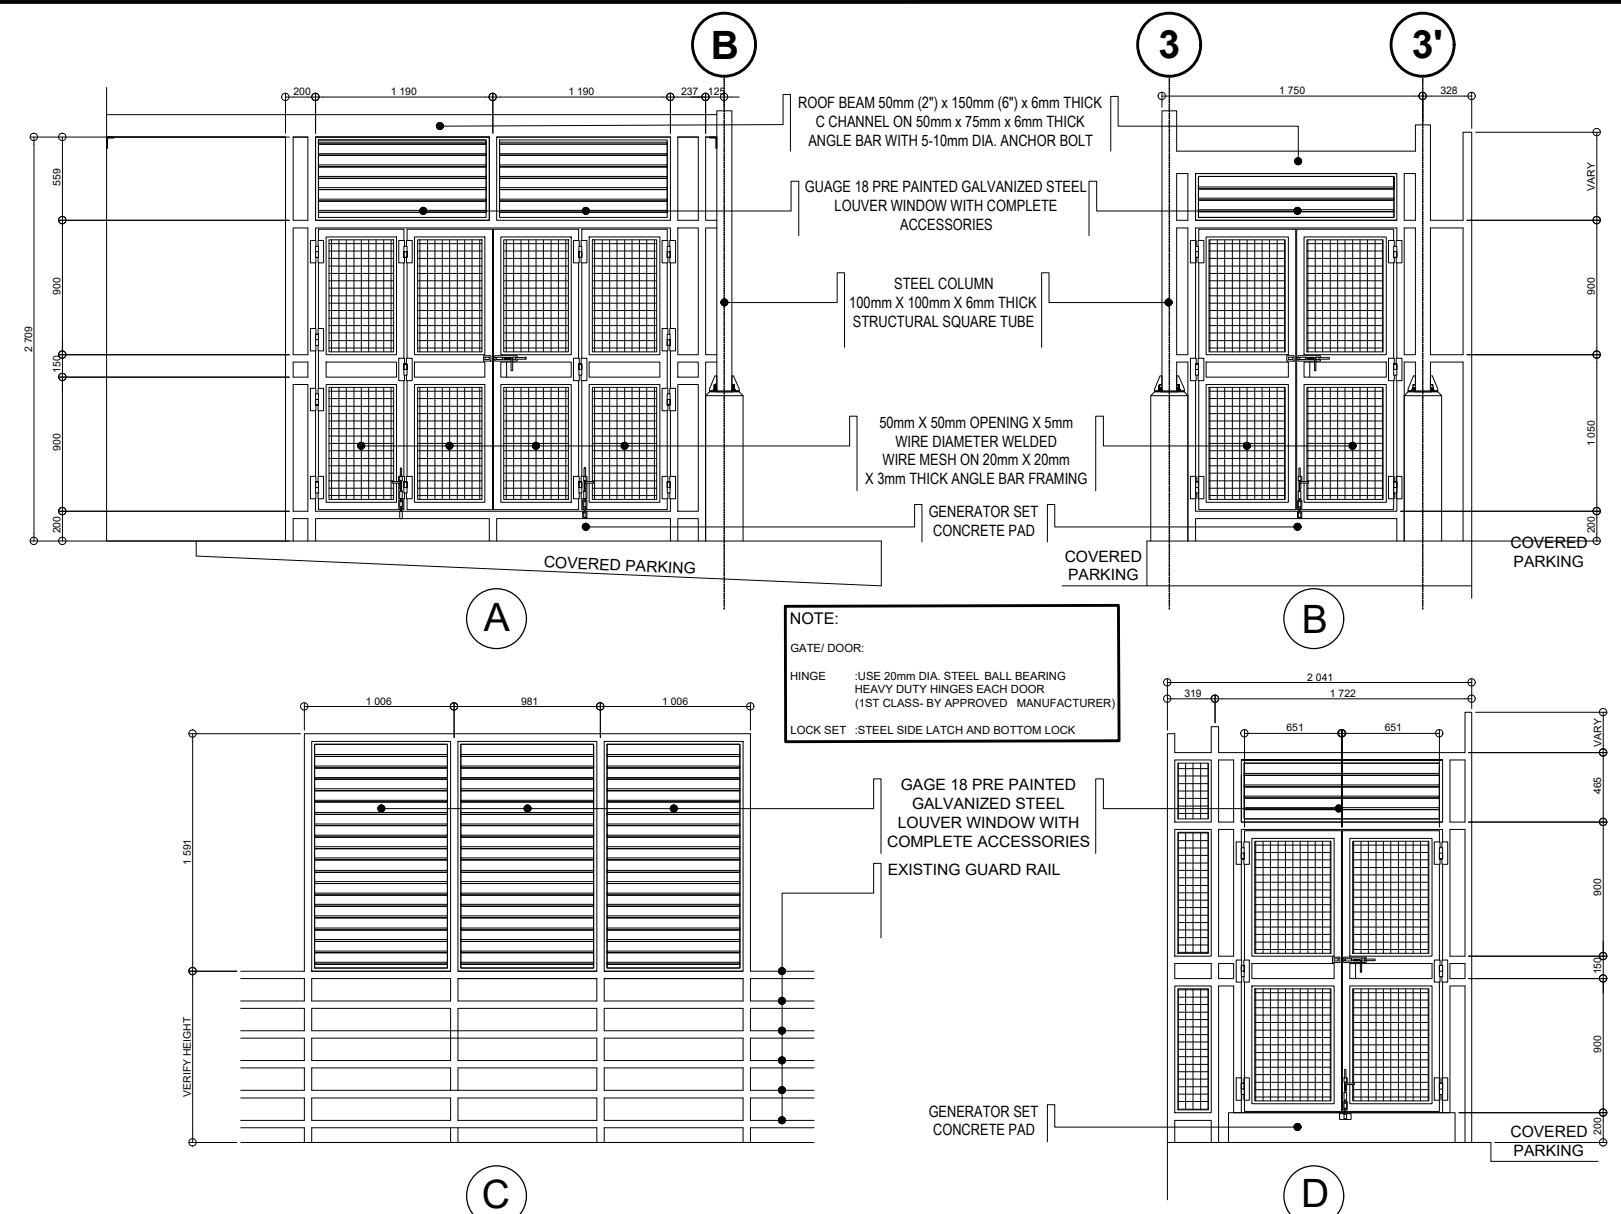 B
3
3'
200
1 190
1 190
237
125
1 750
328
ROOF BEAM 50mm (2") x 150mm (6") x 6mm THICK
C CHANNEL ON 50mm x 75mm x 6mm THICK
ANGLE BAR WITH 5-10mm DIA. ANCHOR BOLT
GUAGE 18 PRE PAINTED GALVANIZED STEEL
LOUVER WINDOW WITH COMPLETE
ACCESSORIES
STEEL COLUMN
100mm X 100mm X 6mm THICK
STRUCTURAL SQUARE TUBE
50mm X 50mm OPENING X 5mm
WIRE DIAMETER WELDED
WIRE MESH ON 20mm X 20mm
X 3mm THICK ANGLE BAR FRAMING
GENERATOR SET
CONCRETE PAD
2 709
559
900
150
900
200
VARY
900
1 050
200
COVERED PARKING
COVERED
PARKING
COVERED
PARKING
A
B
NOTE:
GATE/ DOOR:
HINGE :USE 20mm DIA. STEEL BALL BEARING
HEAVY DUTY HINGES EACH DOOR
(1ST CLASS- BY APPROVED MANUFACTURER)
LOCK SET :STEEL SIDE LATCH AND BOTTOM LOCK
1 006
981
1 006
1 591
VERIFY HEIGHT
GAGE 18 PRE PAINTED
GALVANIZED STEEL
LOUVER WINDOW WITH
COMPLETE ACCESSORIES
EXISTING GUARD RAIL
GENERATOR SET
CONCRETE PAD
2 041
319
1 722
651
651
VARY
465
900
150
900
200
COVERED
PARKING
C
D